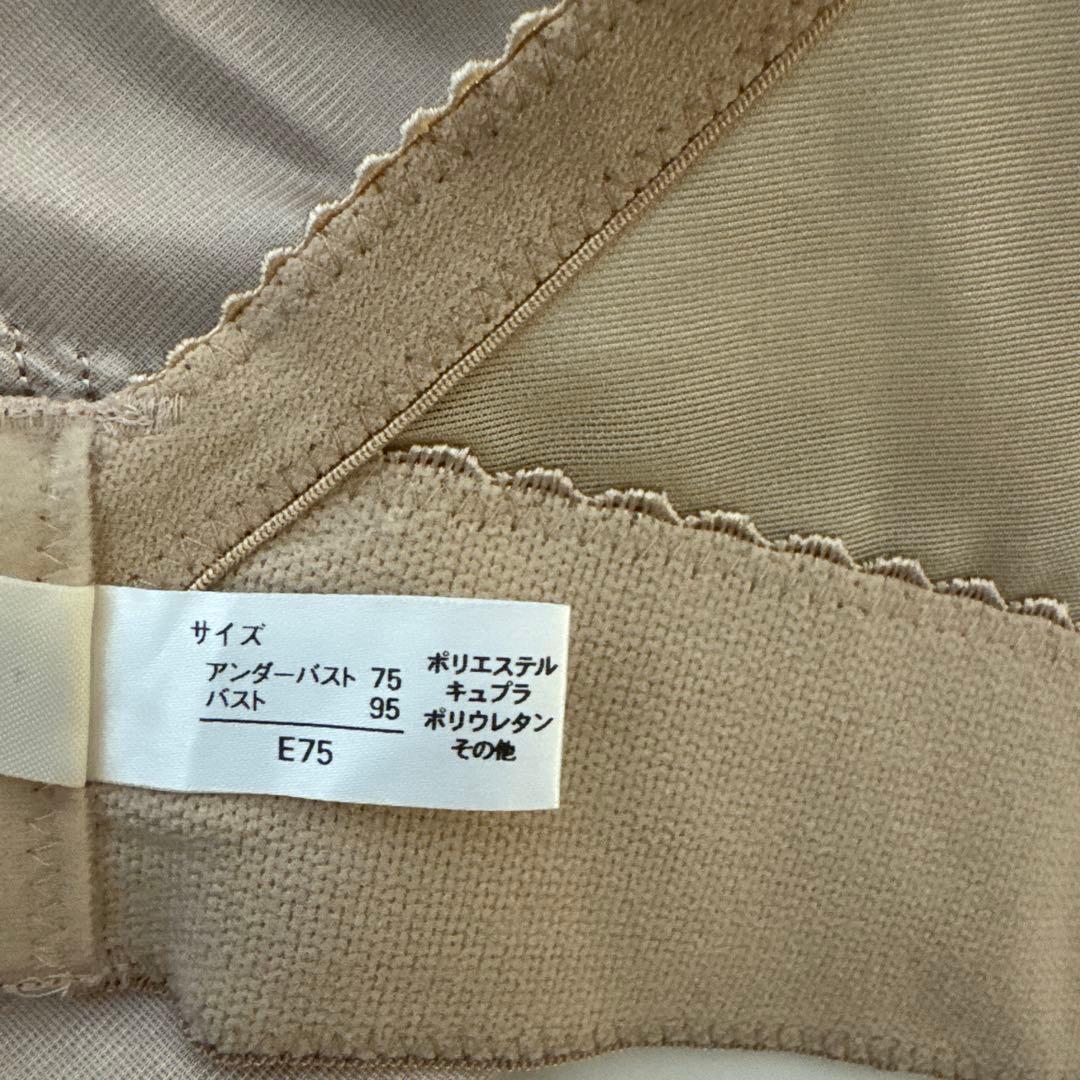 サイズ
アンダーバスト 75
バスト 95
E75
ポリエステル
キュプラ
ポリウレタン
その他